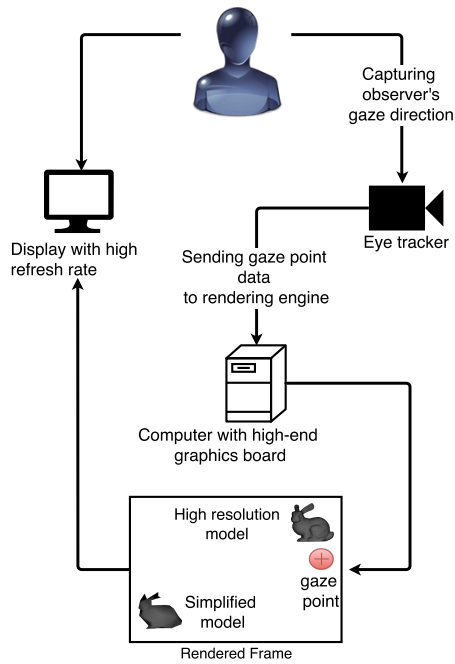 Capturing
observer's
gaze direction
Eye tracker
Display with high
refresh rate
Sending gaze point
data
to rendering engine
Computer with high-end
graphics board
High resolution
model
gaze
point
Simplified
model
Rendered Frame